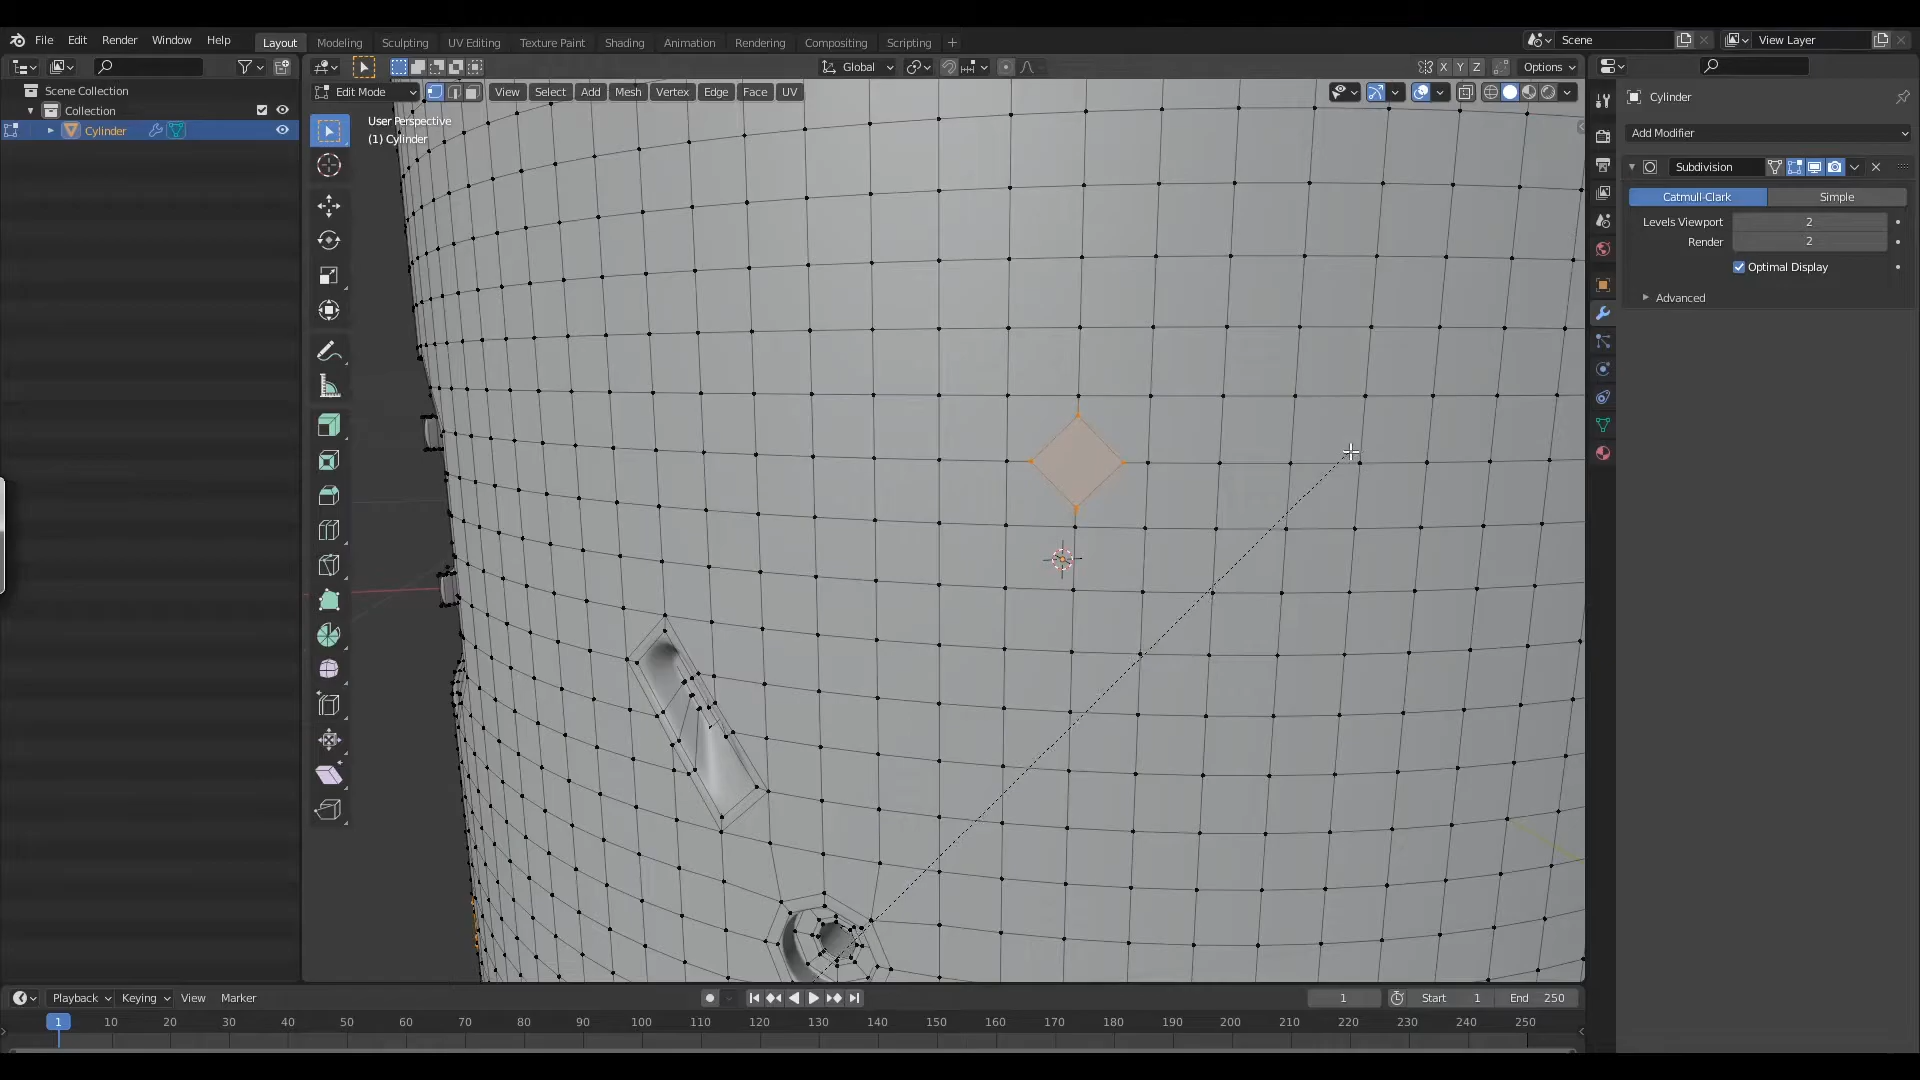 File Edit Render Window Help Layout Modeling Sculpting UV Editing Texture Paint Shading Animation Rendering Compositing Scripting + Scene View Layer
Global X Y Z Options
Scene Collection
Collection
Cylinder
Edit Mode View Select Add Mesh Vertex Edge Face UV
User Perspective
(1) Cylinder
Cylinder
Add Modifier
Subdivision
Catmull-Clark Simple
Levels Viewport 2
Render 2
Optimal Display
Advanced
Playback Keying View Marker 1 Start 1 End 250
1 10 20 30 40 50 60 70 80 90 100 110 120 130 140 150 160 170 180 190 200 210 220 230 240 250